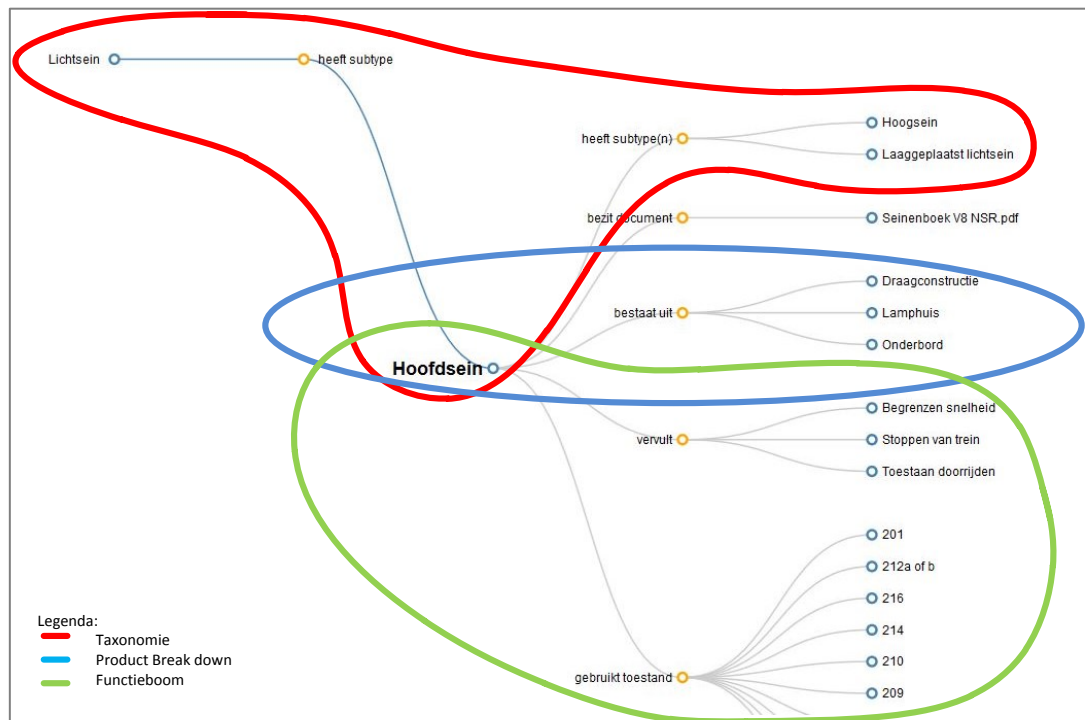 Lichtsein
heeft subtype
heeft subtype(n)
Hoogsein
Laaggeplaatst lichtsein
bezit document
Seinenboek V8 NSR.pdf
bestaat uit
Draagconstructie
Lamphuis
Onderbord
Hoofdsein
vervult
Begrenzen snelheid
Stoppen van trein
Toestaan doorrijden
gebruikt toestand
201
212a of b
216
214
210
209
Legenda:
Taxonomie
Product Break down
Functieboom